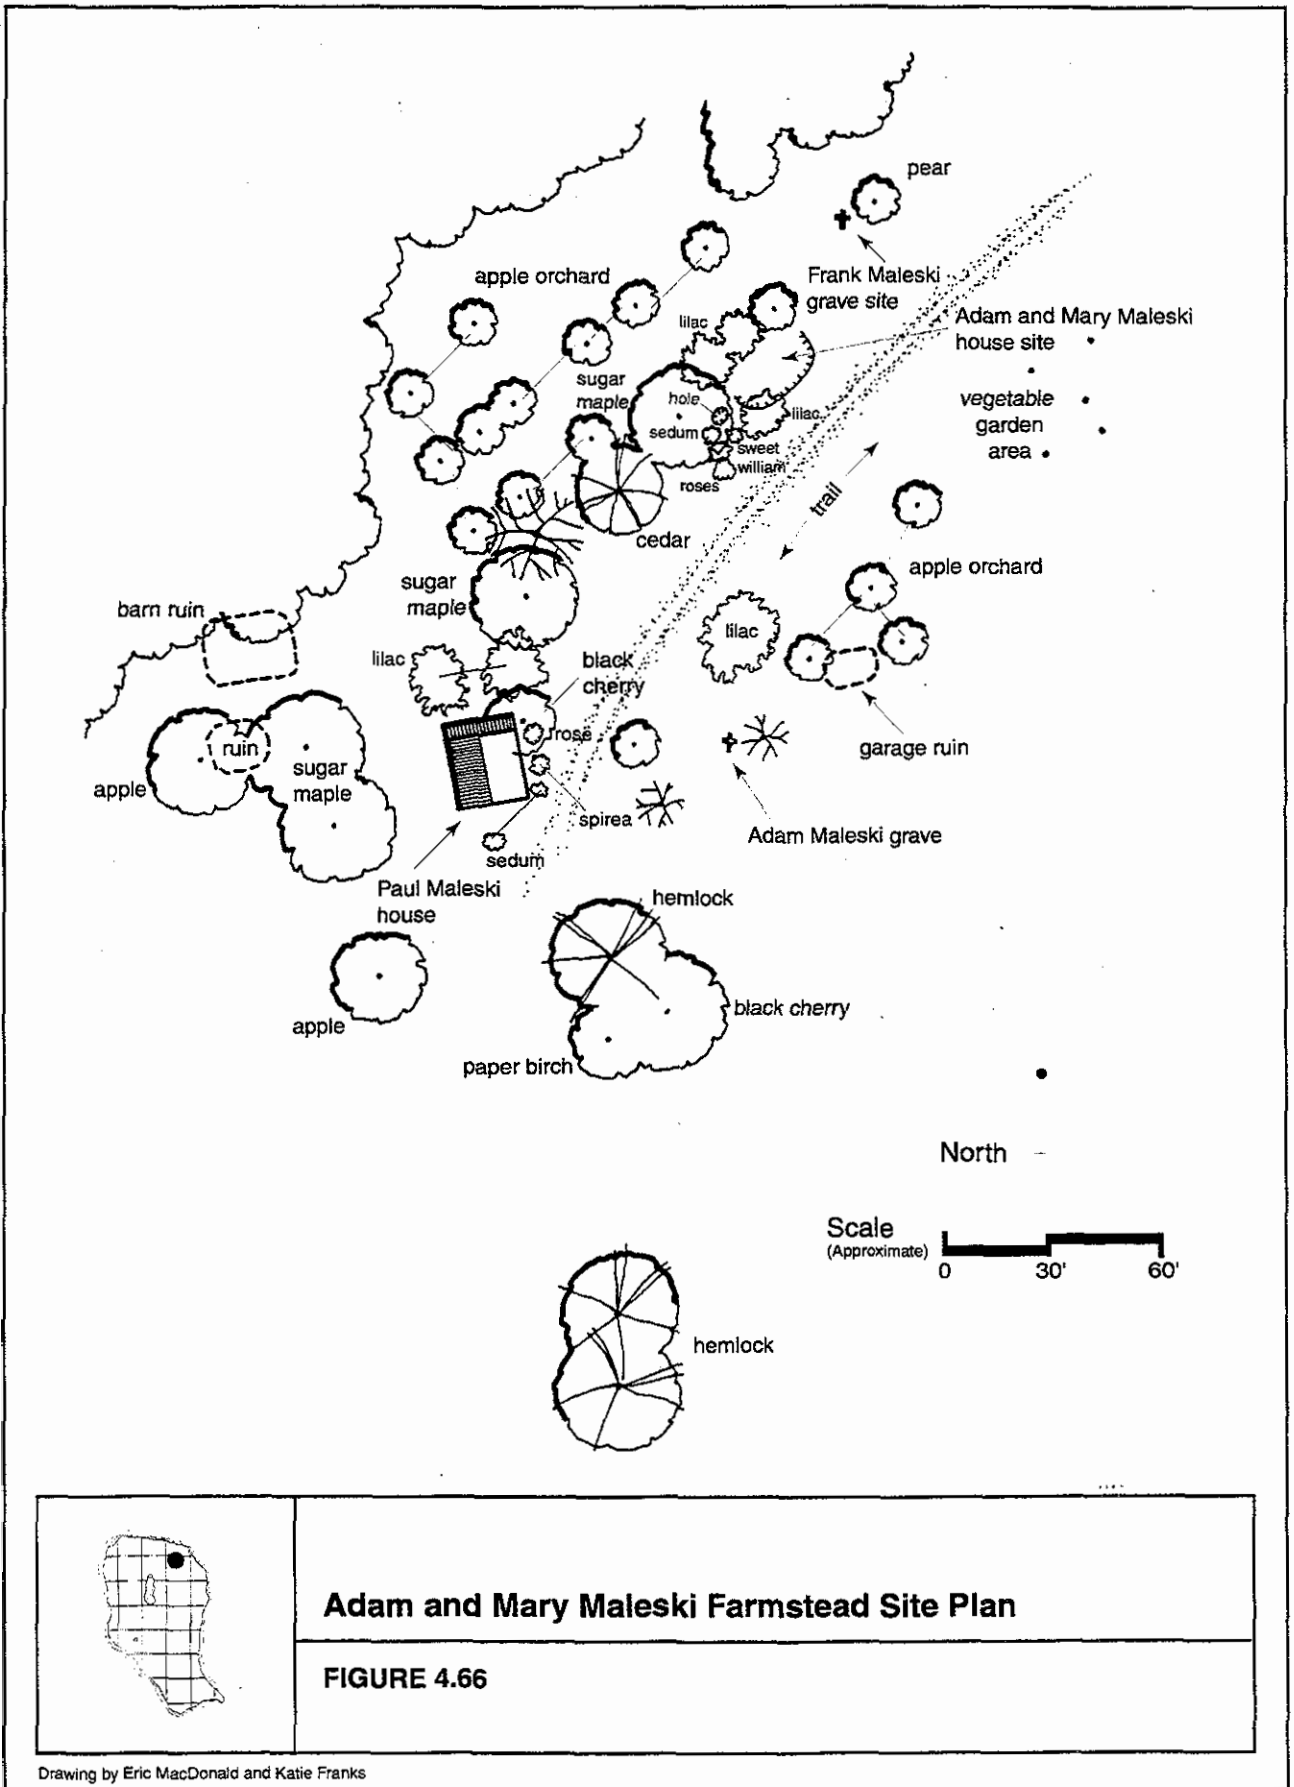 pear
apple orchard
Frank Maleski
grave site
lilac
Adam and Mary Maleski
house site
sugar
maple
hole
vegetable
garden
area
lilac
sedum
sweet
william
roses
trail
cedar
apple orchard
sugar
maple
barn ruin
lilac
lilac
black
cherry
rose
ruin
garage ruin
sugar
maple
apple
spirea
Adam Maleski grave
sedum
Paul Maleski
house
hemlock
black cherry
apple
paper birch
North
Scale
(Approximate)
0 30' 60'
hemlock
Adam and Mary Maleski Farmstead Site Plan
FIGURE 4.66
Drawing by Eric MacDonald and Katie Franks